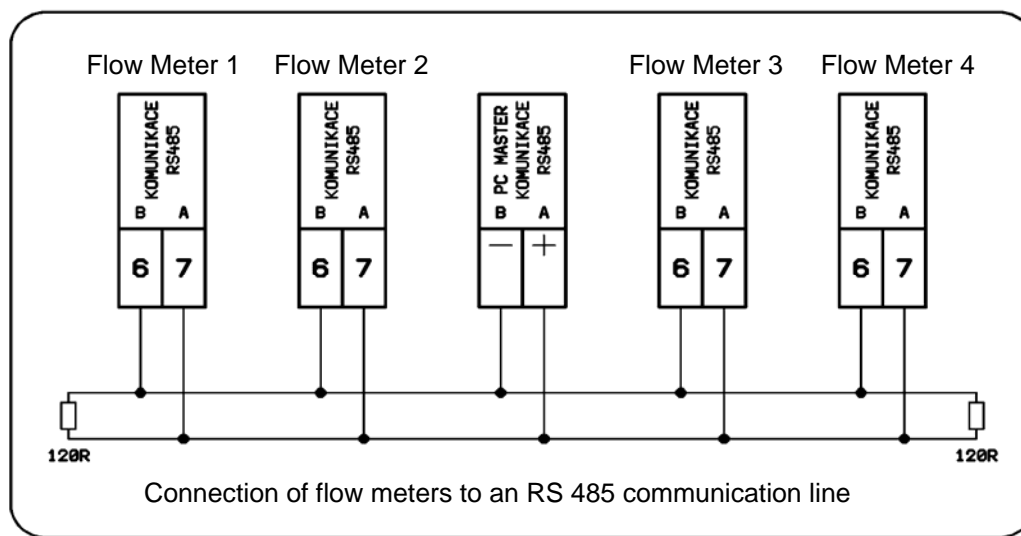 Flow Meter 1
Flow Meter 2
Flow Meter 3
Flow Meter 4
KOMUNIKACE
RS485
B A
6 7
KOMUNIKACE
RS485
B A
6 7
PC MASTER
KOMUNIKACE
RS485
B A
− +
KOMUNIKACE
RS485
B A
6 7
KOMUNIKACE
RS485
B A
6 7
120R
120R
Connection of flow meters to an RS 485 communication line